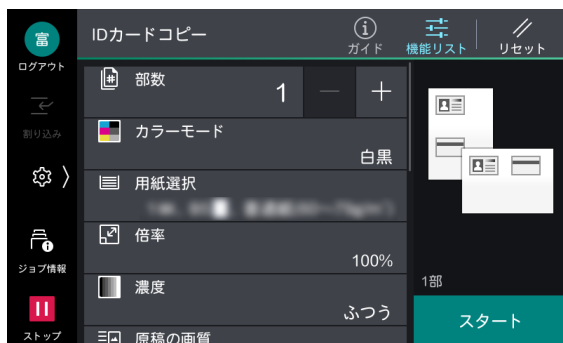 富
IDカードコピー
ガイド
機能リスト
リセット
ログアウト
部数
1
割り込み
カラーモード
白黒
用紙選択
倍率
100%
ジョブ情報
濃度
ふつう
1部
スタート
ストップ
原稿の画質